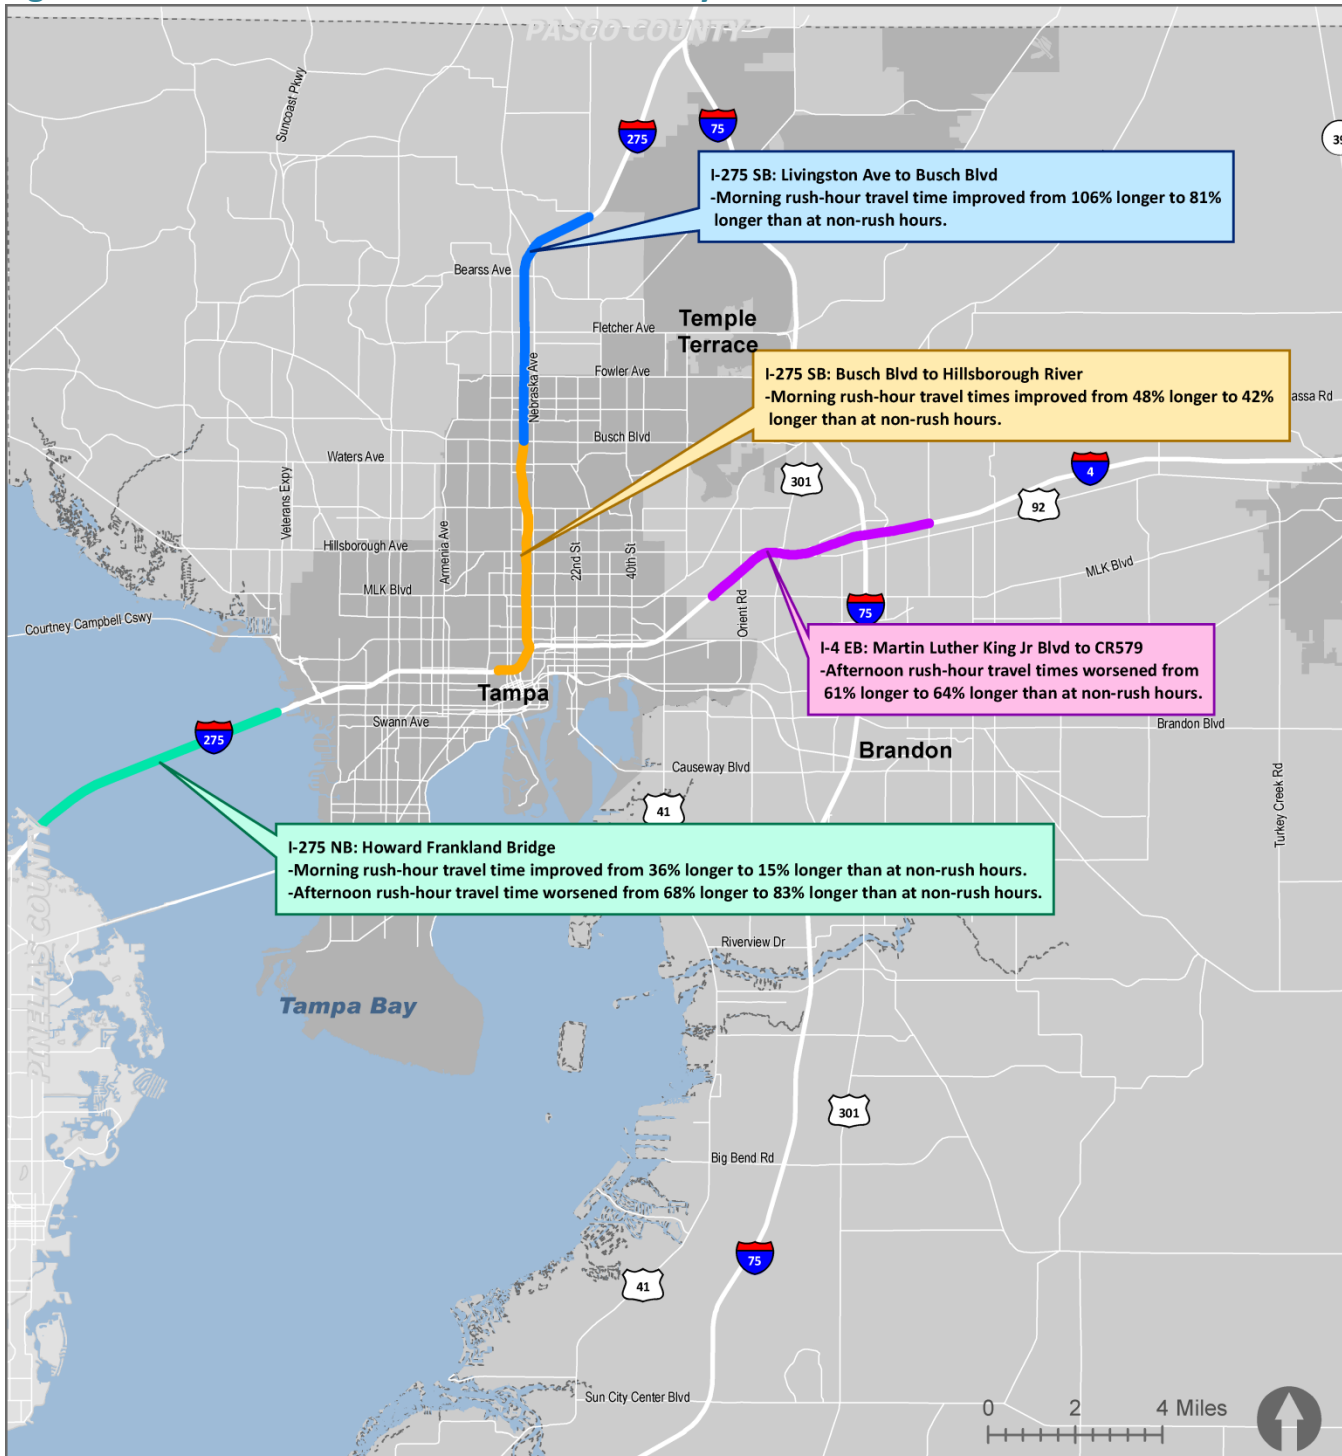 PASCO COUNTY
Suncoast Pkwy
275
75
39
I-275 SB: Livingston Ave to Busch Blvd
-Morning rush-hour travel time improved from 106% longer to 81%
longer than at non-rush hours.
Bearss Ave
Temple
Terrace
Fletcher Ave
Nebraska Ave
Fowler Ave
I-275 SB: Busch Blvd to Hillsborough River
-Morning rush-hour travel times improved from 48% longer to 42%
longer than at non-rush hours.
assa Rd
Busch Blvd
Waters Ave
Veterans Expy
4
301
92
Hillsborough Ave
Armenia Ave
22nd St
40th St
MLK Blvd
MLK Blvd
Orient Rd
75
Courtney Campbell Cswy
I-4 EB: Martin Luther King Jr Blvd to CR579
-Afternoon rush-hour travel times worsened from
61% longer to 64% longer than at non-rush hours.
Tampa
Swann Ave
275
Brandon Blvd
Brandon
Causeway Blvd
41
Turkey Creek Rd
I-275 NB: Howard Frankland Bridge
-Morning rush-hour travel time improved from 36% longer to 15% longer than at non-rush hours.
-Afternoon rush-hour travel time worsened from 68% longer to 83% longer than at non-rush hours.
PINELLAS COUNTY
Riverview Dr
Tampa Bay
301
Big Bend Rd
75
41
Sun City Center Blvd
0 2 4 Miles